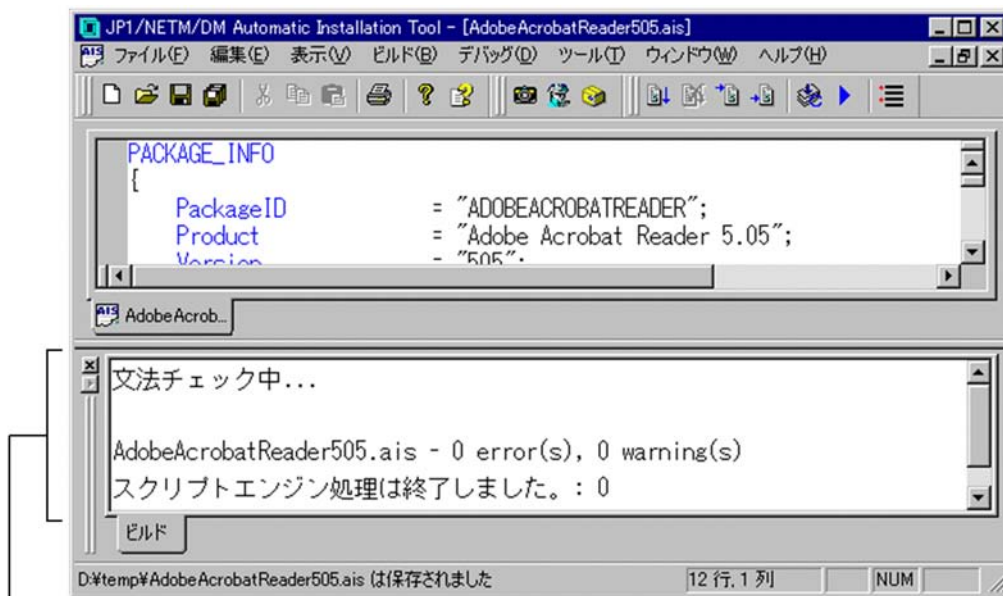 JP1/NETM/DM Automatic Installation Tool - [AdobeAcrobatReader505.ais]
ファイル(F) 編集(E) 表示(V) ビルド(B) デバッグ(D) ツール(T) ウィンドウ(W) ヘルプ(H)
PACKAGE_INFO
{
PackageID = "ADOBEACROBATREADER";
Product = "Adobe Acrobat Reader 5.05";
Version = "505";
AdobeAcrob...
文法チェック中...
AdobeAcrobatReader505.ais - 0 error(s), 0 warning(s)
スクリプトエンジン処理は終了しました。: 0
ビルド
D:¥temp¥AdobeAcrobatReader505.ais は保存されました 12 行, 1 列 NUM